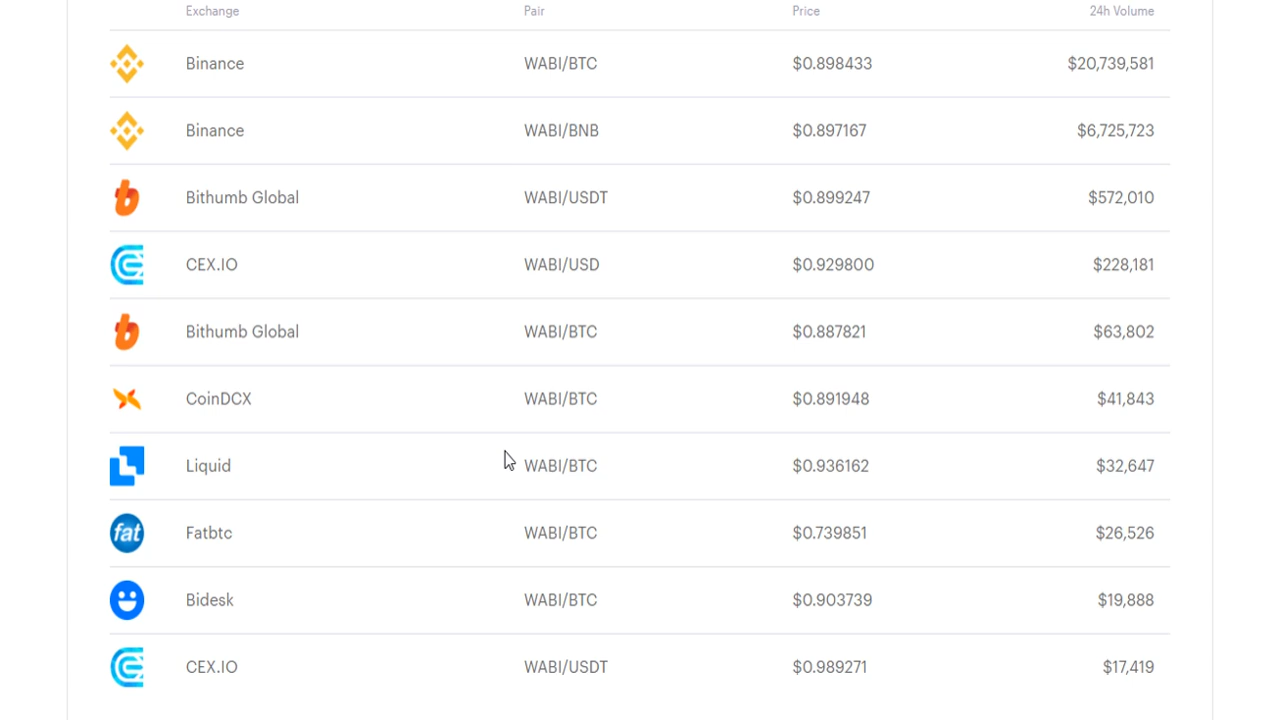 Exchange Pair Price 24h Volume
Binance WABI/BTC $0.898433 $20,739,581
Binance WABI/BNB $0.897167 $6,725,723
Bithumb Global WABI/USDT $0.899247 $572,010
CEX.IO WABI/USD $0.929800 $228,181
Bithumb Global WABI/BTC $0.887821 $63,802
CoinDCX WABI/BTC $0.891948 $41,843
Liquid WABI/BTC $0.936162 $32,647
fat Fatbtc WABI/BTC $0.739851 $26,526
Bidesk WABI/BTC $0.903739 $19,888
CEX.IO WABI/USDT $0.989271 $17,419